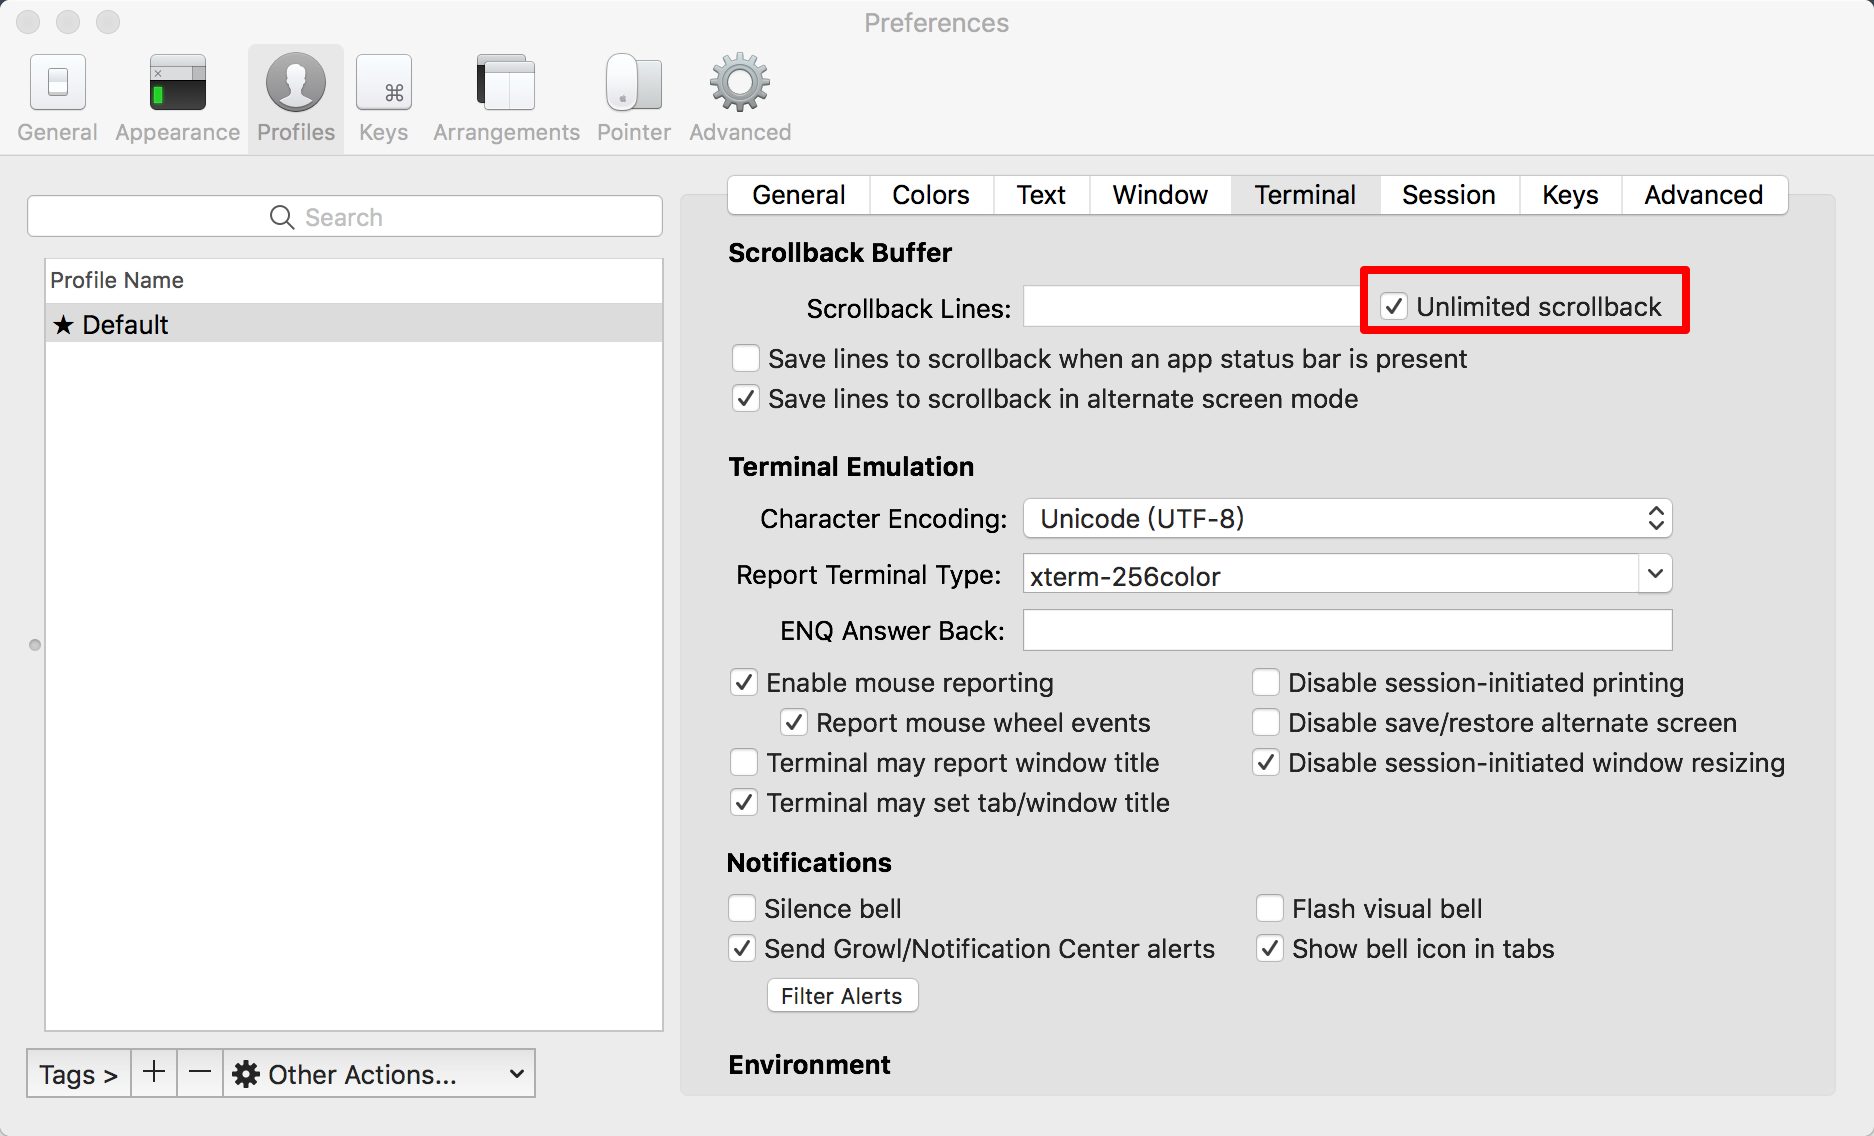 Preferences
General Appearance Profiles Keys Arrangements Pointer Advanced
General Colors Text Window Terminal Session Keys Advanced
Search
Profile Name
★ Default
Tags > + − Other Actions...
Scrollback Buffer
Scrollback Lines: Unlimited scrollback
Save lines to scrollback when an app status bar is present
Save lines to scrollback in alternate screen mode
Terminal Emulation
Character Encoding: Unicode (UTF-8)
Report Terminal Type: xterm-256color
ENQ Answer Back:
Enable mouse reporting Disable session-initiated printing
Report mouse wheel events Disable save/restore alternate screen
Terminal may report window title Disable session-initiated window resizing
Terminal may set tab/window title
Notifications
Silence bell Flash visual bell
Send Growl/Notification Center alerts Show bell icon in tabs
Filter Alerts
Environment